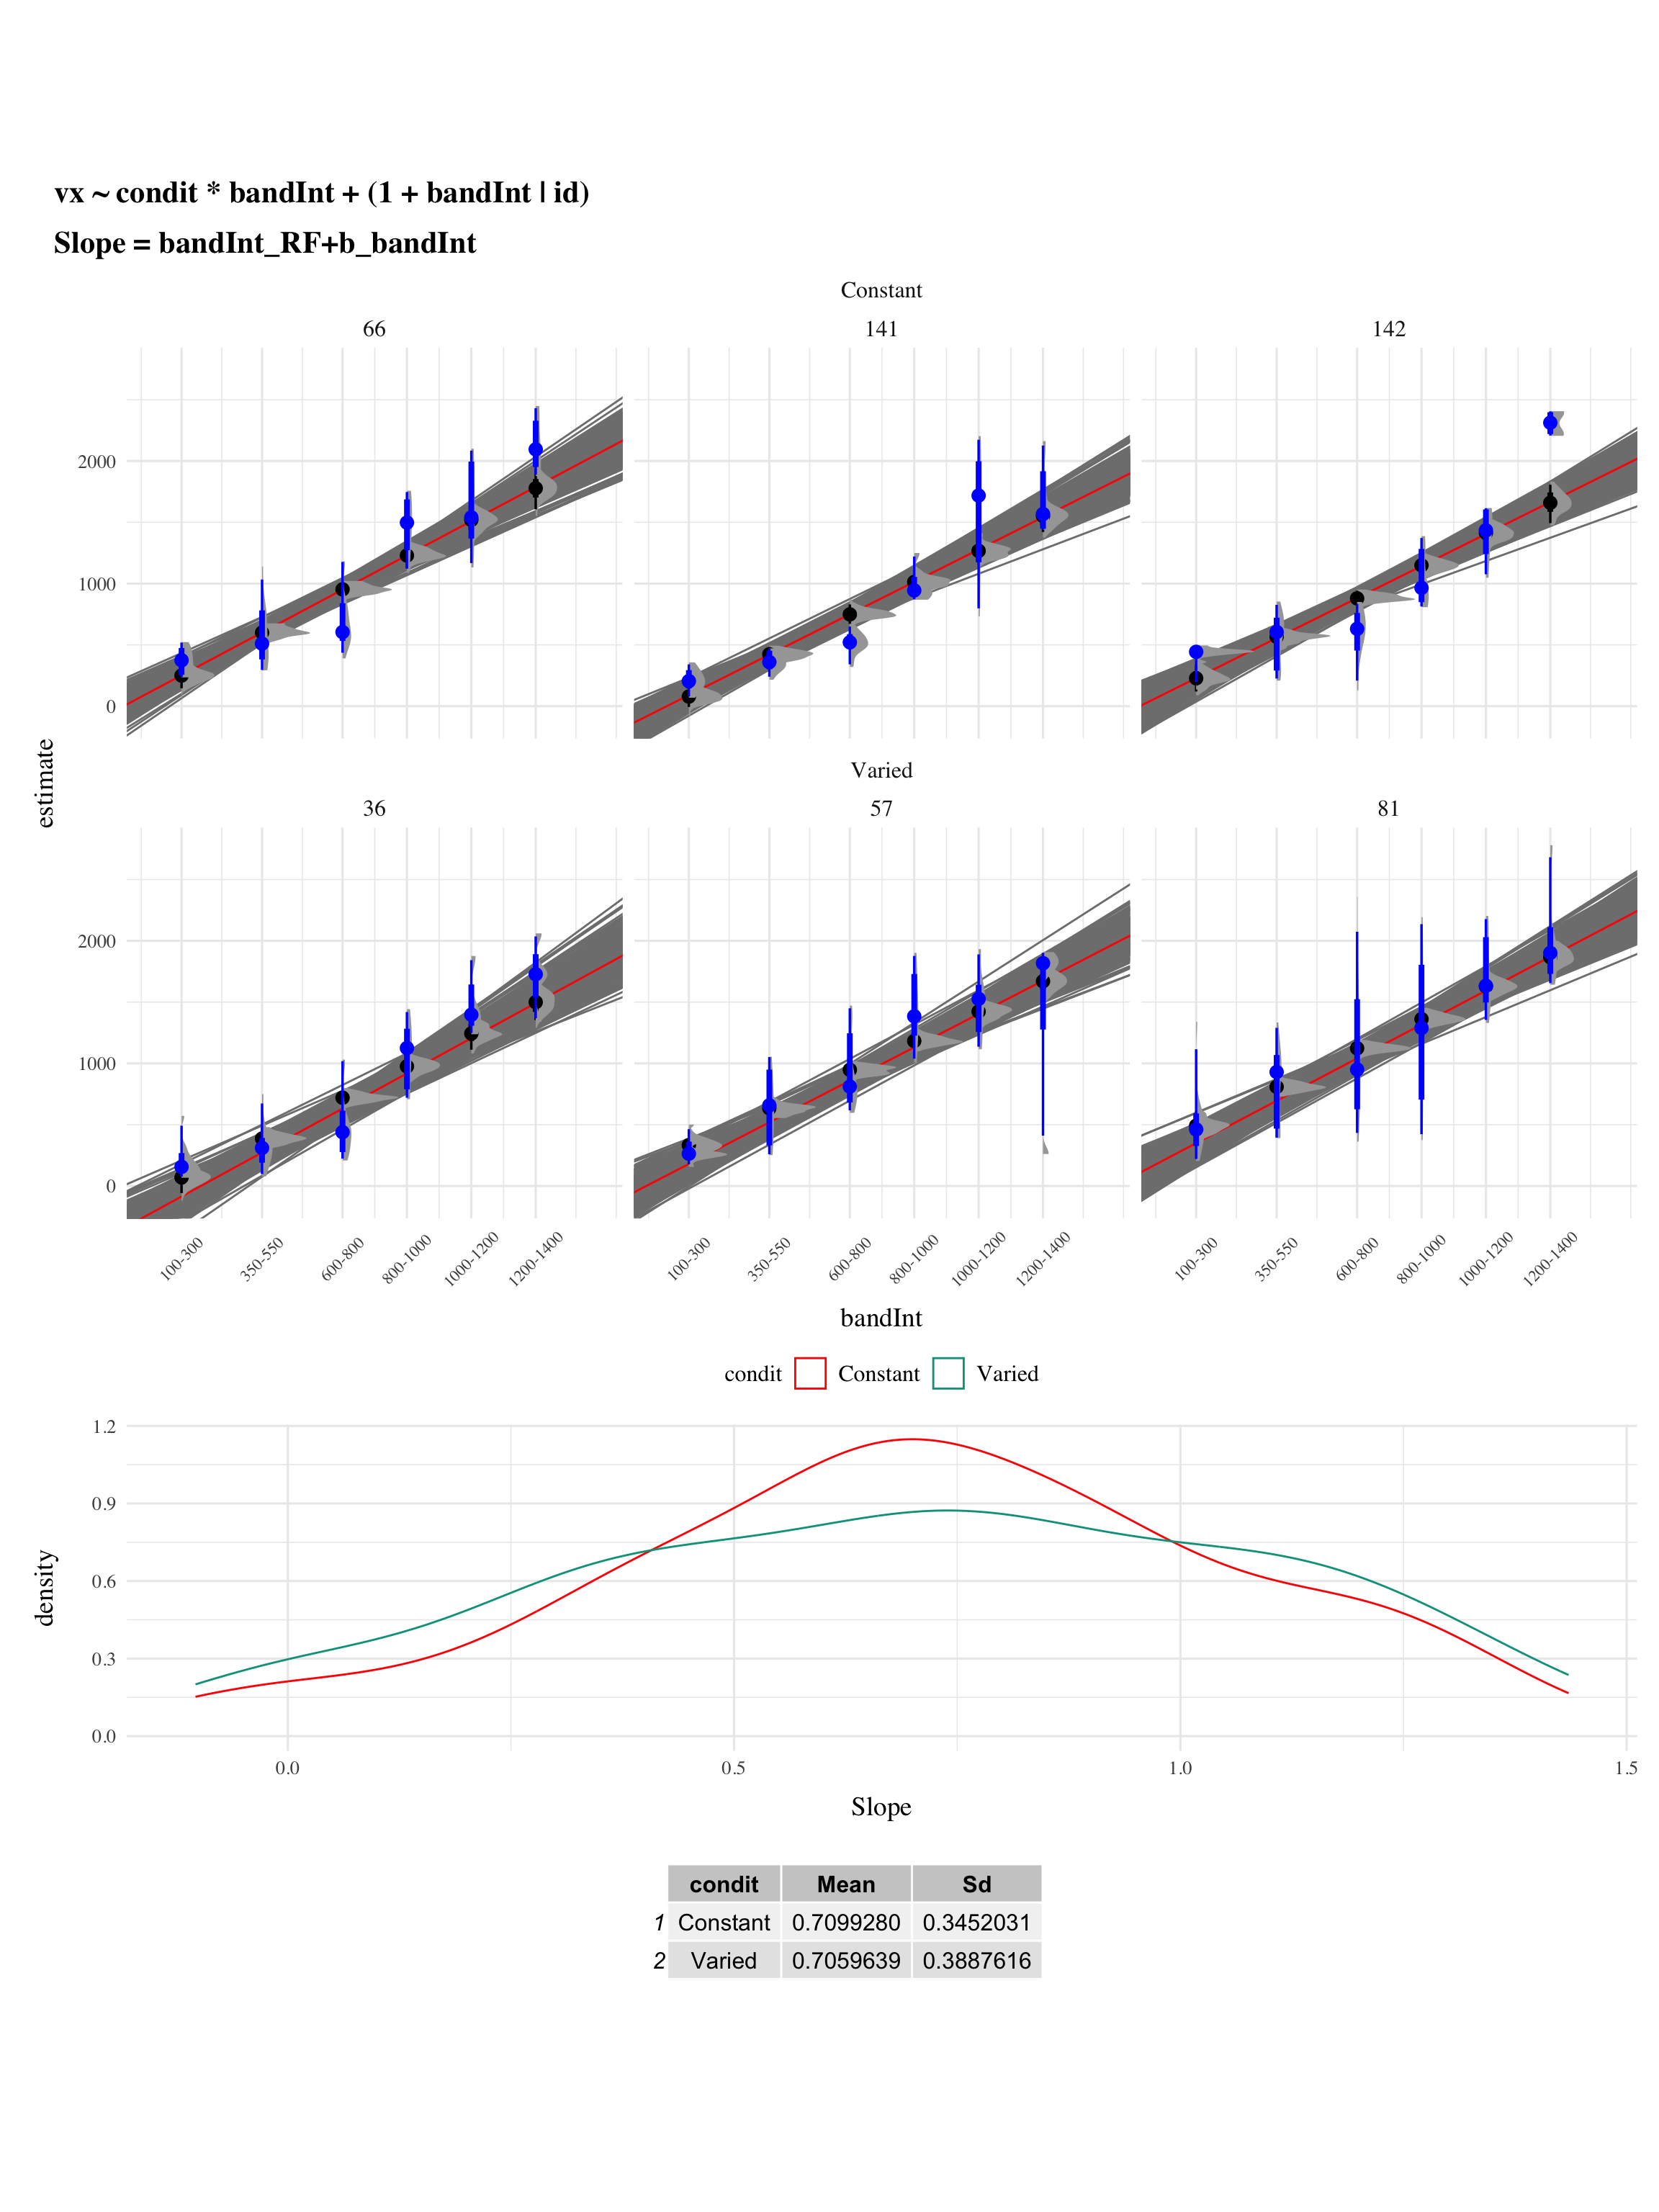 vx ~ condit * bandInt + (1 + bandInt | id)
Slope = bandInt_RF+b_bandInt
Constant
66 141 142
2000
1000
0
Varied
36 57 81
2000
1000
0
estimate
100-300 350-550 600-800 800-1000 1000-1200 1200-1400 100-300 350-550 600-800 800-1000 1000-1200 1200-1400 100-300 350-550 600-800 800-1000 1000-1200 1200-1400
bandInt
condit Constant Varied
1.2
0.9
0.6
0.3
0.0
density
0.0 0.5 1.0 1.5
Slope
condit Mean Sd
1 Constant 0.7099280 0.3452031
2 Varied 0.7059639 0.3887616